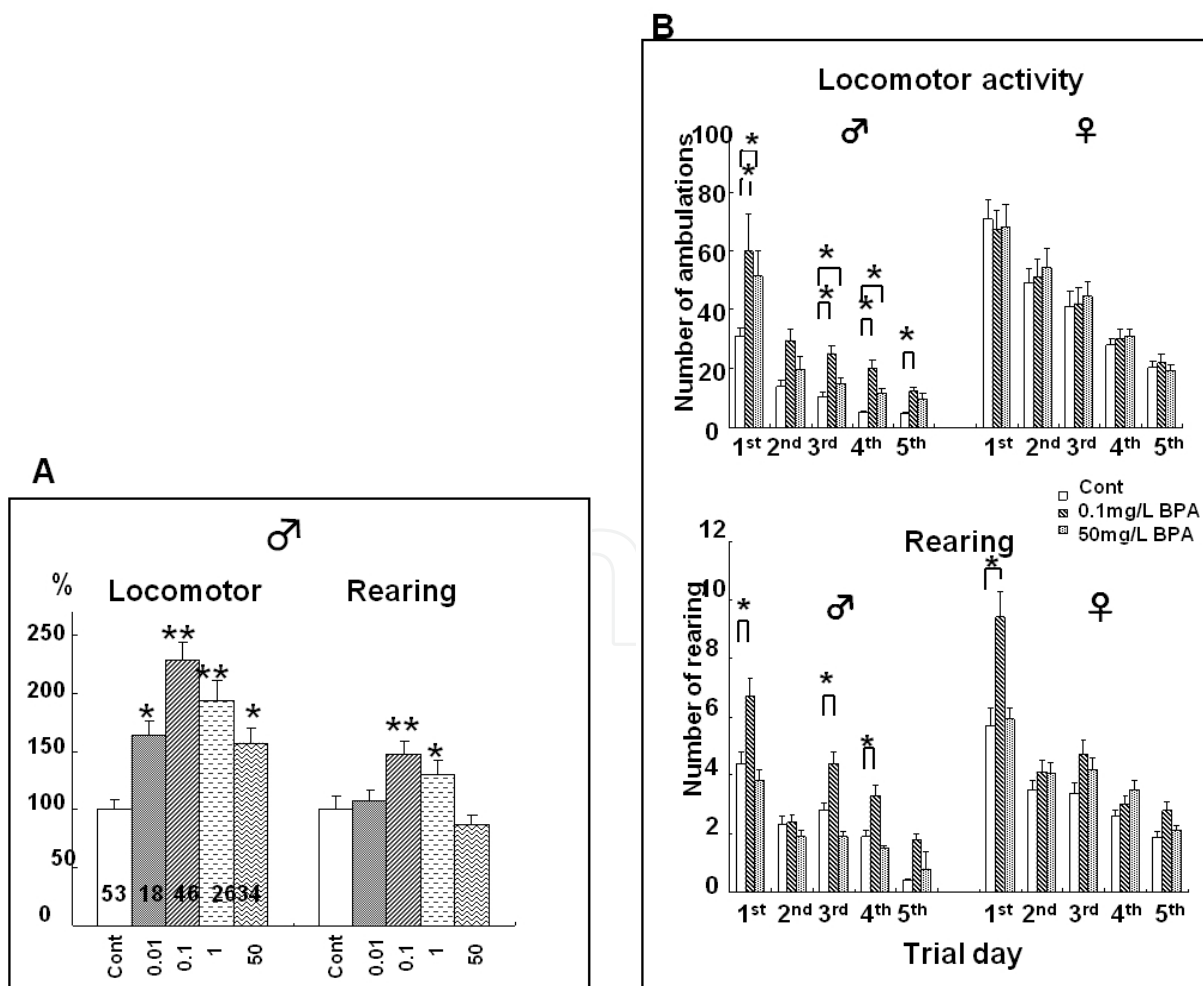 B
Locomotor activity
♂ ♀
Number of ambulations
100
80
60
40
20
0
* * * * * * *
1st 2nd 3rd 4th 5th 1st 2nd 3rd 4th 5th
Cont
0.1mg/L BPA
50mg/L BPA
Rearing
♂ ♀
Number of rearing
12
10
8
6
4
2
0
* * * *
1st 2nd 3rd 4th 5th 1st 2nd 3rd 4th 5th
Trial day
A
♂
%
Locomotor Rearing
250
200
150
100
50
0
* ** ** * ** *
53 18 46 26 34
Cont 0.01 0.1 1 50 Cont 0.01 0.1 1 50